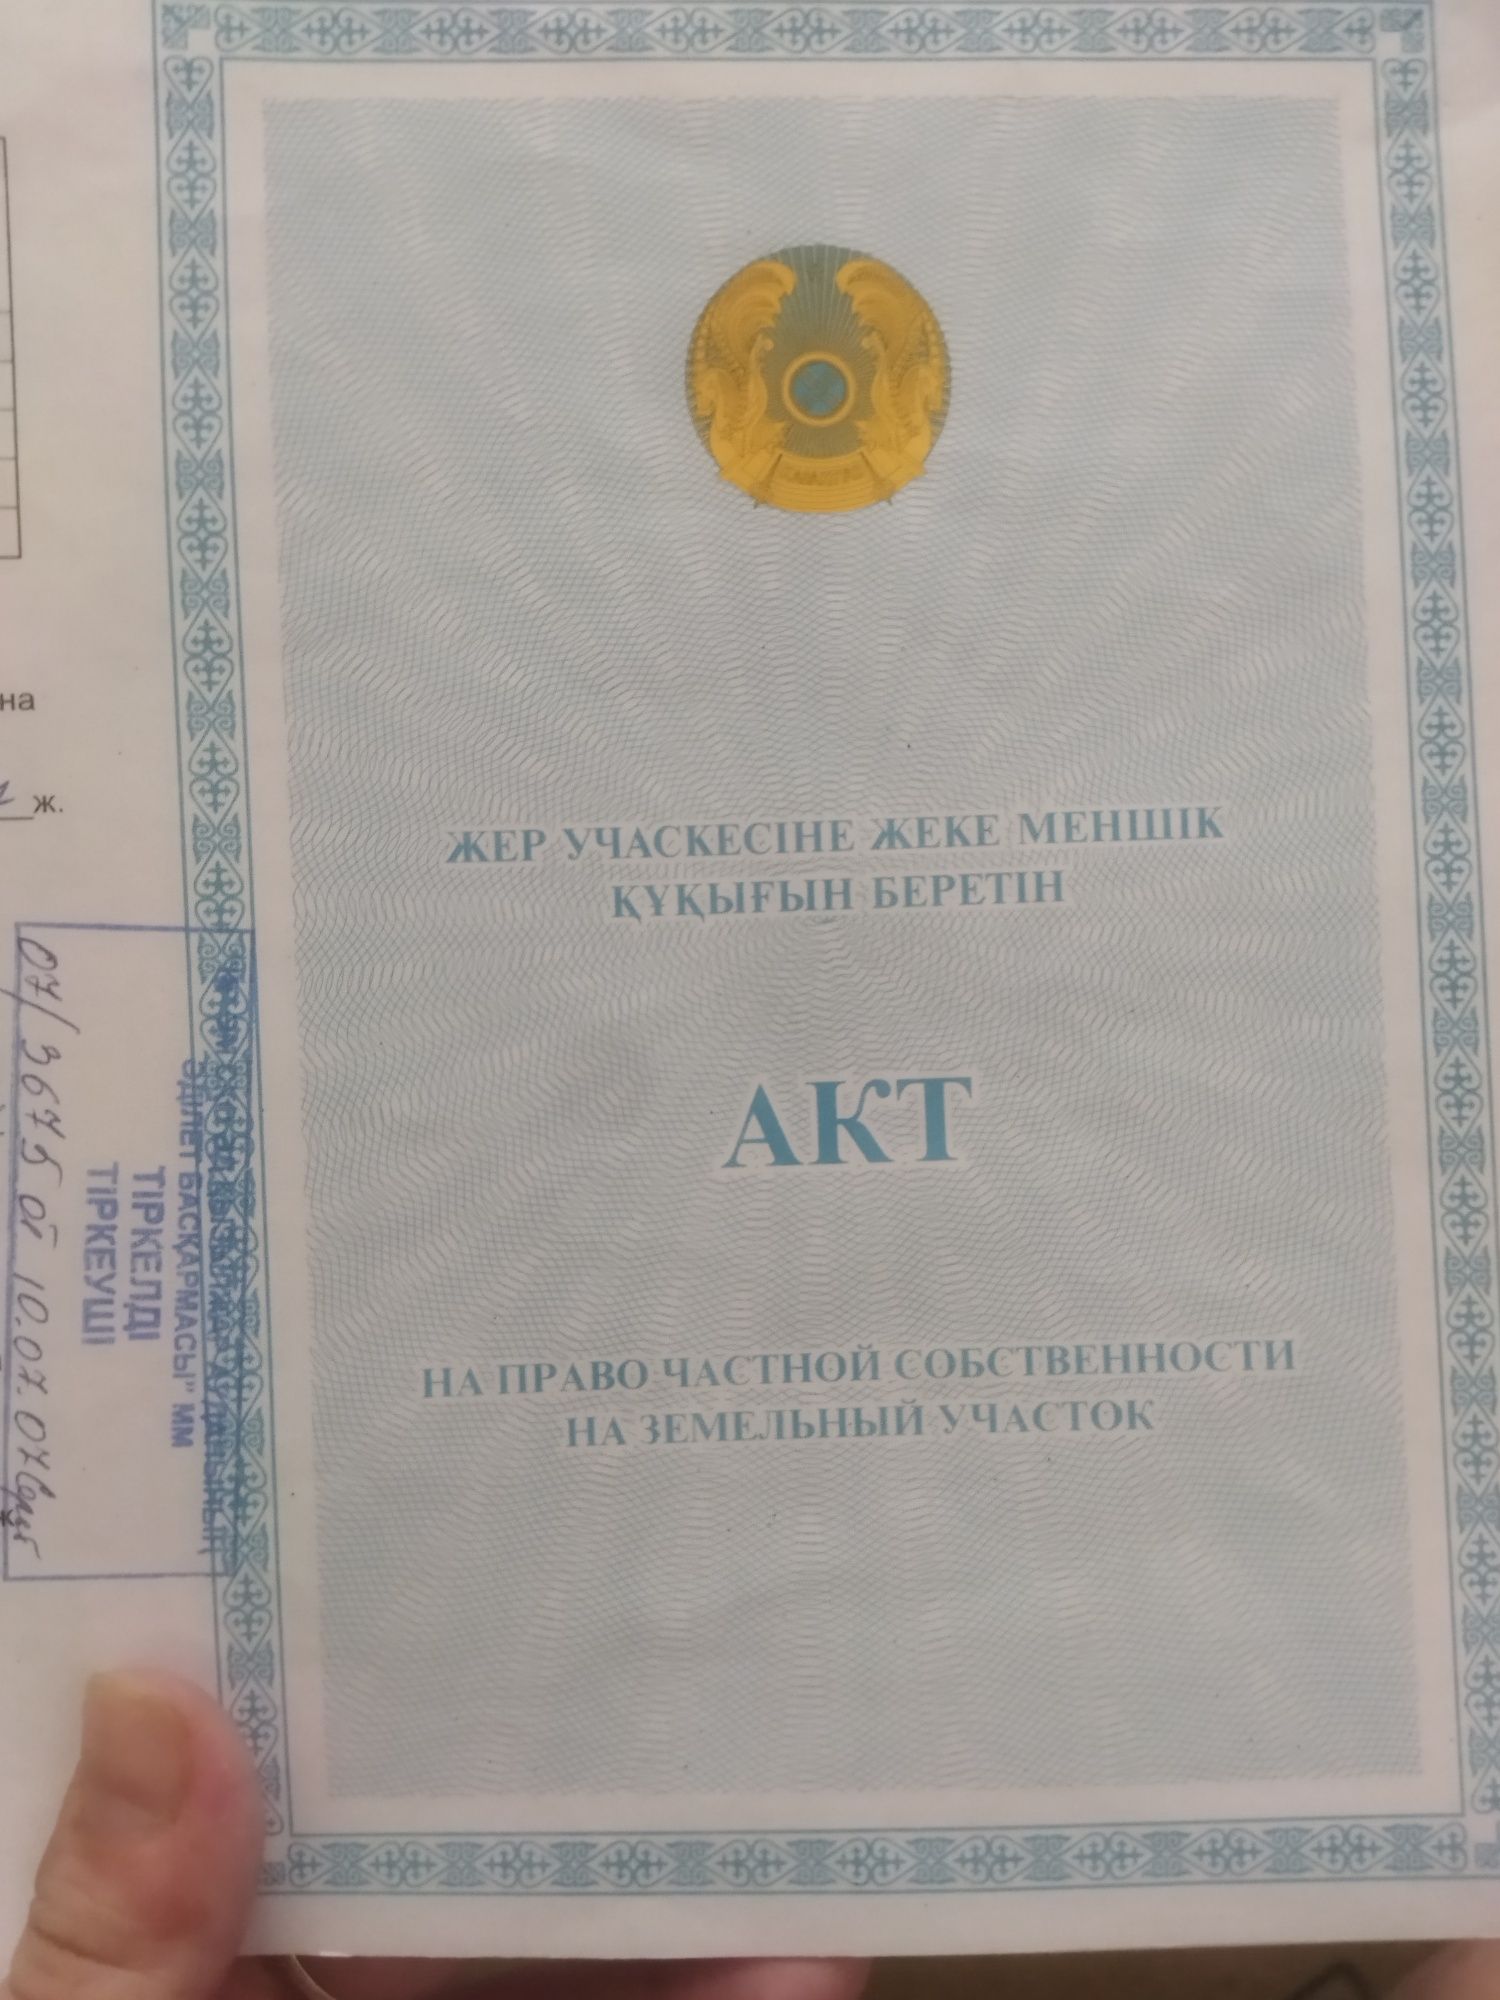 на
ж.
ЖЕР УЧАСКЕСІНЕ ЖЕКЕ МЕНШІК
ҚҰҚЫҒЫН БЕРЕТІН
АКТ
НА ПРАВО ЧАСТНОЙ СОБСТВЕННОСТИ
НА ЗЕМЕЛЬНЫЙ УЧАСТОК
АУДАНЫНЫҢ
ӘДІЛЕТ БАСҚАРМАСЫ" ММ
ТІРКЕЛДІ
ТІРКЕУШІ
07/3675 от 10.07.07